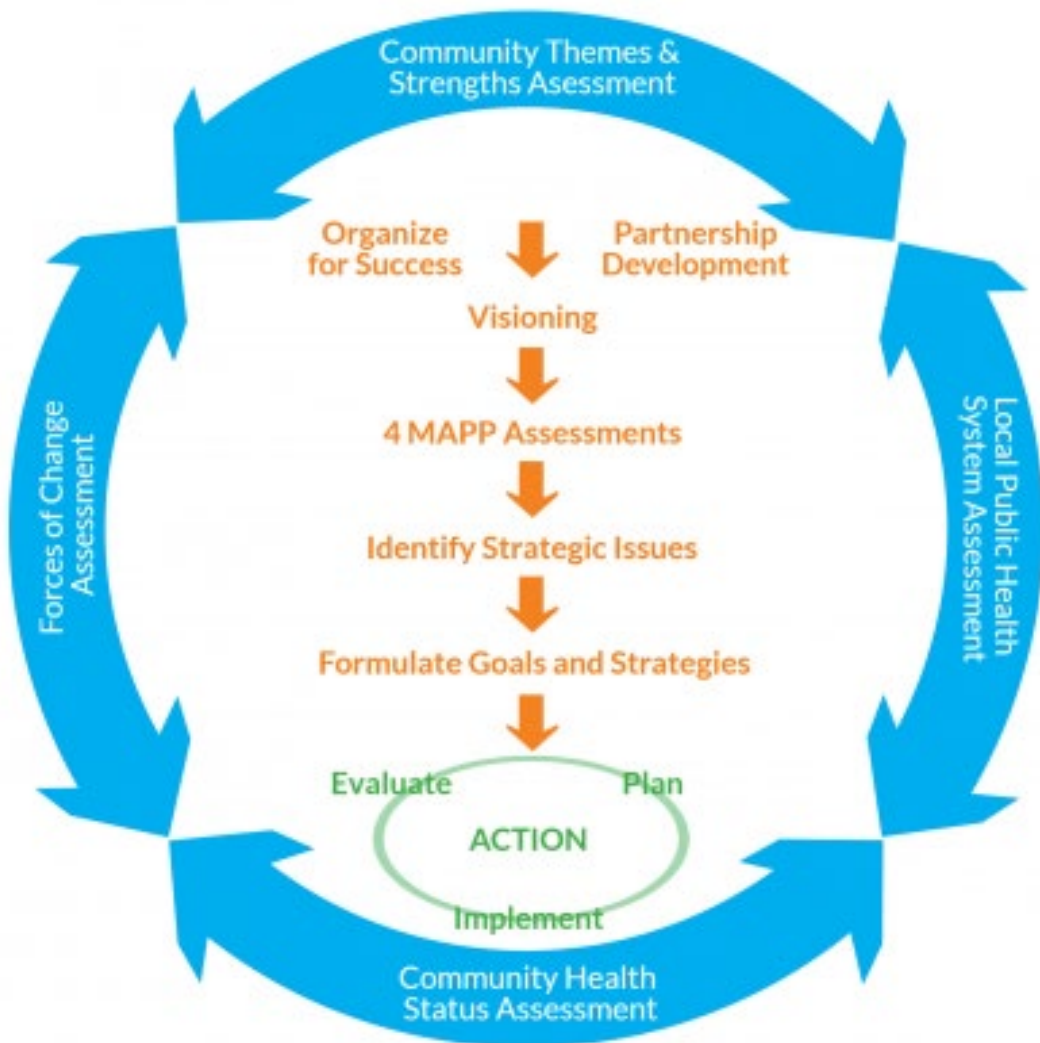 Community Themes &
Strengths Asessment
Organize
for Success
Partnership
Development
Visioning
4 MAPP Assessments
Identify Strategic Issues
Formulate Goals and Strategies
Evaluate
Plan
ACTION
Implement
Forces of Change
Assessment
Local Public Health
System Assessment
Community Health
Status Assessment